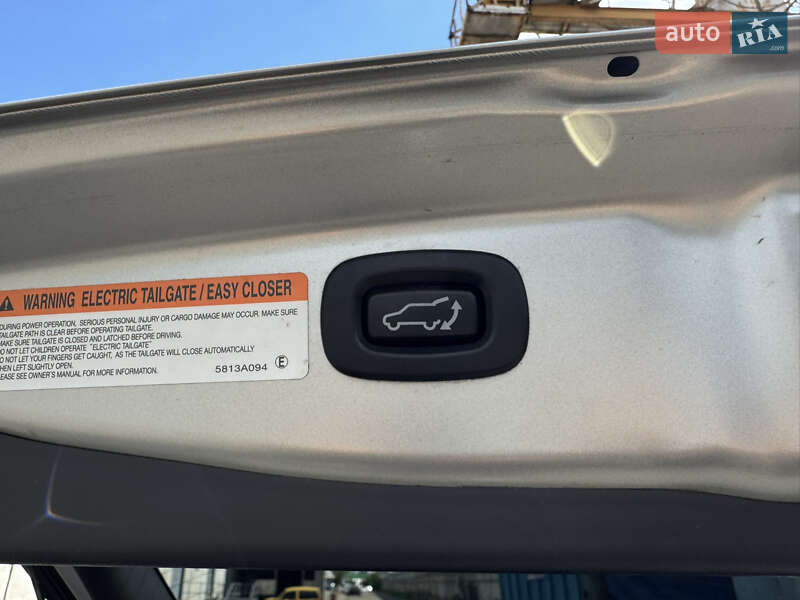 auto RIA.com
WARNING ELECTRIC TAILGATE / EASY CLOSER
DURING POWER OPERATION, SERIOUS PERSONAL INJURY OR CARGO DAMAGE MAY OCCUR. MAKE SURE
TAILGATE PATH IS CLEAR BEFORE OPERATING TAILGATE.
MAKE SURE TAILGATE IS CLOSED AND LATCHED BEFORE DRIVING.
DO NOT LET CHILDREN OPERATE "ELECTRIC TAILGATE"
DO NOT LET YOUR FINGERS GET CAUGHT, AS THE TAILGATE WILL CLOSE AUTOMATICALLY
WHEN LEFT SLIGHTLY OPEN.
PLEASE SEE OWNER'S MANUAL FOR MORE INFORMATION. 5813A094 E